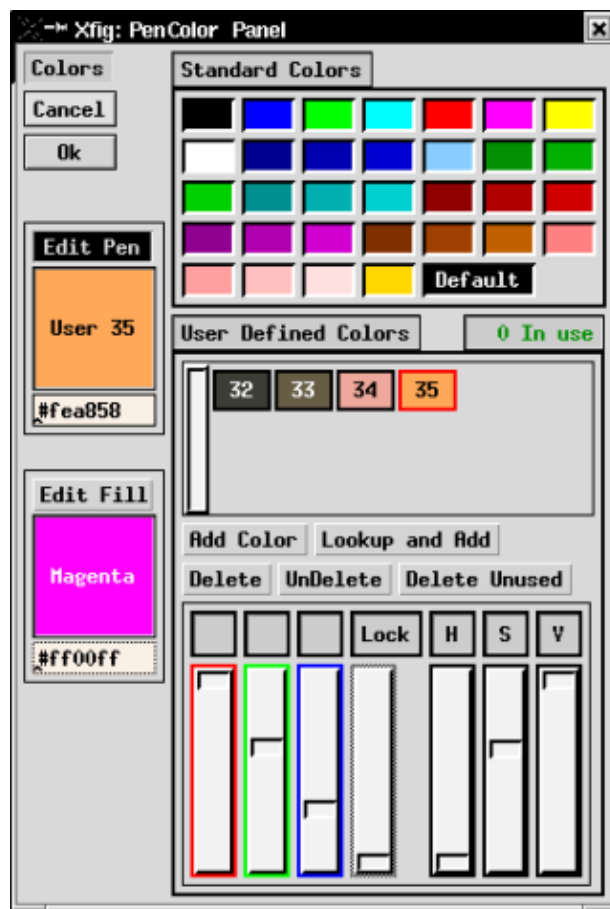 Xfig: PenColor Panel
Colors
Cancel
Ok
Standard Colors
Default
Edit Pen
User 35
#fea858
User Defined Colors
0 In use
32 33 34 35
Edit Fill
Magenta
#ff00ff
Add Color Lookup and Add
Delete UnDelete Delete Unused
Lock H S V